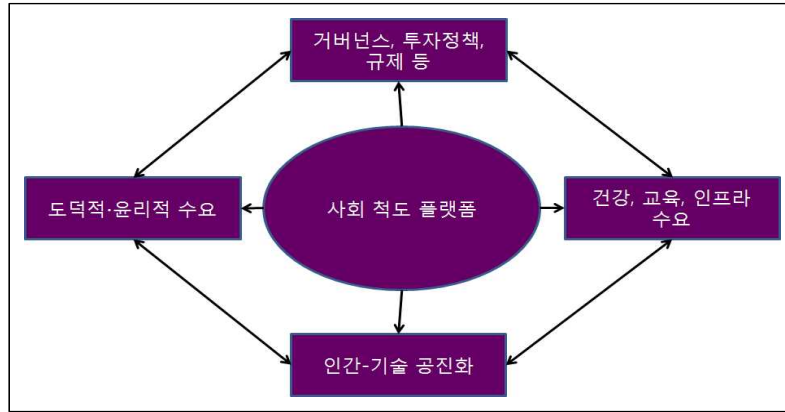 거버넌스, 투자정책,
규제 등
도덕적·윤리적 수요
사회 척도 플랫폼
건강, 교육, 인프라
수요
인간-기술 공진화